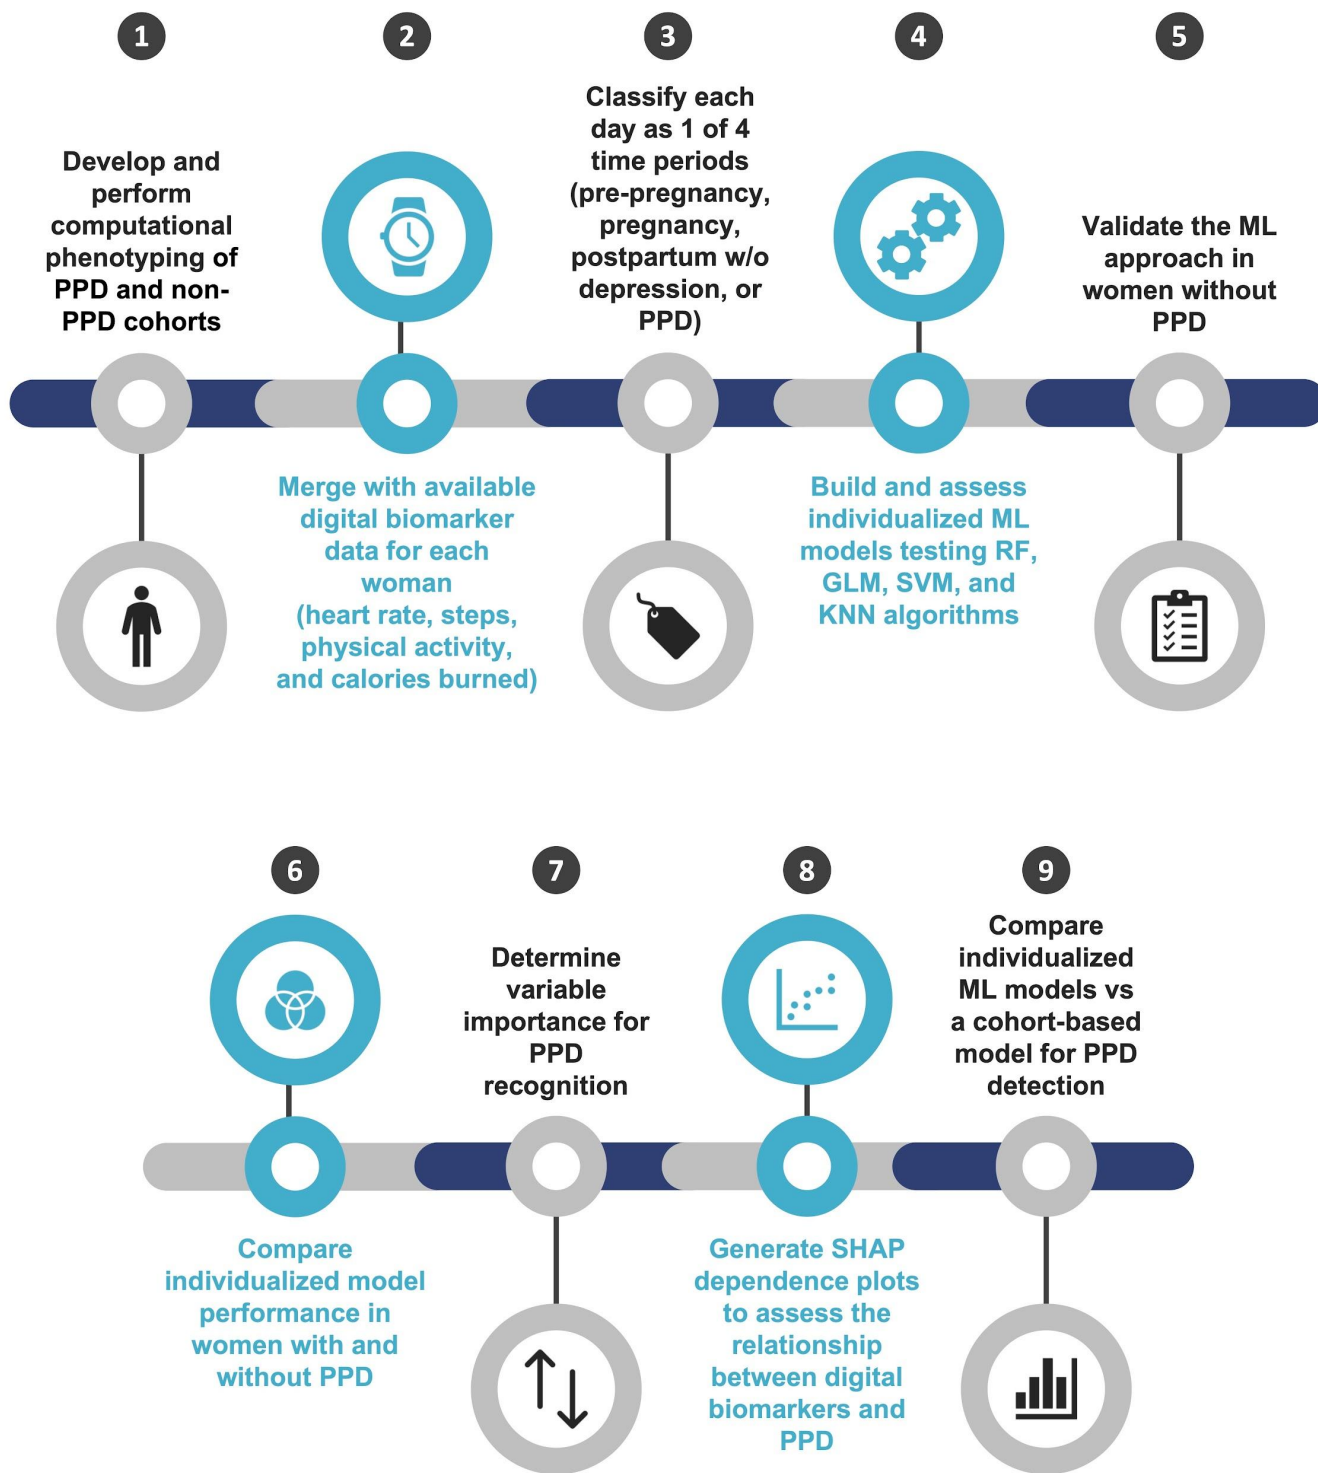 1
Develop and
perform
computational
phenotyping of
PPD and non-
PPD cohorts
2
Merge with available
digital biomarker
data for each
woman
(heart rate, steps,
physical activity,
and calories burned)
3
Classify each
day as 1 of 4
time periods
(pre-pregnancy,
pregnancy,
postpartum w/o
depression, or
PPD)
4
Build and assess
individualized ML
models testing RF,
GLM, SVM, and
KNN algorithms
5
Validate the ML
approach in
women without
PPD
6
Compare
individualized model
performance in
women with and
without PPD
7
Determine
variable
importance for
PPD
recognition
8
Generate SHAP
dependence plots
to assess the
relationship
between digital
biomarkers and
PPD
9
Compare
individualized
ML models vs
a cohort-based
model for PPD
detection